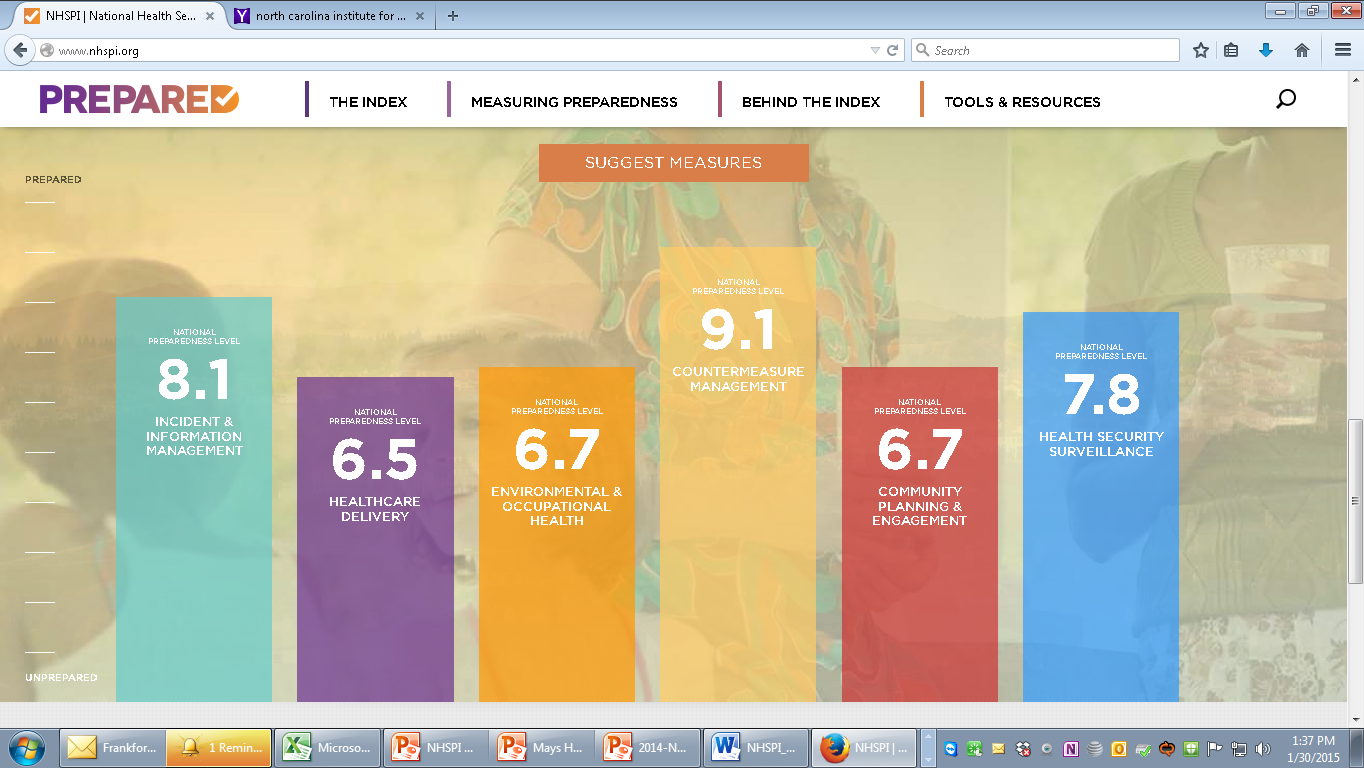 NHSPI | National Health Se...
north carolina institute for ...
www.nhspi.org
Search
PREPARED
THE INDEX
MEASURING PREPAREDNESS
BEHIND THE INDEX
TOOLS & RESOURCES
SUGGEST MEASURES
PREPARED
NATIONAL
PREPAREDNESS LEVEL
8.1
INCIDENT &
INFORMATION
MANAGEMENT
NATIONAL
PREPAREDNESS LEVEL
6.5
HEALTHCARE
DELIVERY
NATIONAL
PREPAREDNESS LEVEL
6.7
ENVIRONMENTAL &
OCCUPATIONAL
HEALTH
NATIONAL
PREPAREDNESS LEVEL
9.1
COUNTERMEASURE
MANAGEMENT
NATIONAL
PREPAREDNESS LEVEL
6.7
COMMUNITY
PLANNING &
ENGAGEMENT
NATIONAL
PREPAREDNESS LEVEL
7.8
HEALTH SECURITY
SURVEILLANCE
UNPREPARED
Frankfor...
1 Remin...
Microso...
NHSPI ...
Mays H...
2014-N...
NHSPI_...
NHSPI | ...
1:37 PM
1/30/2015